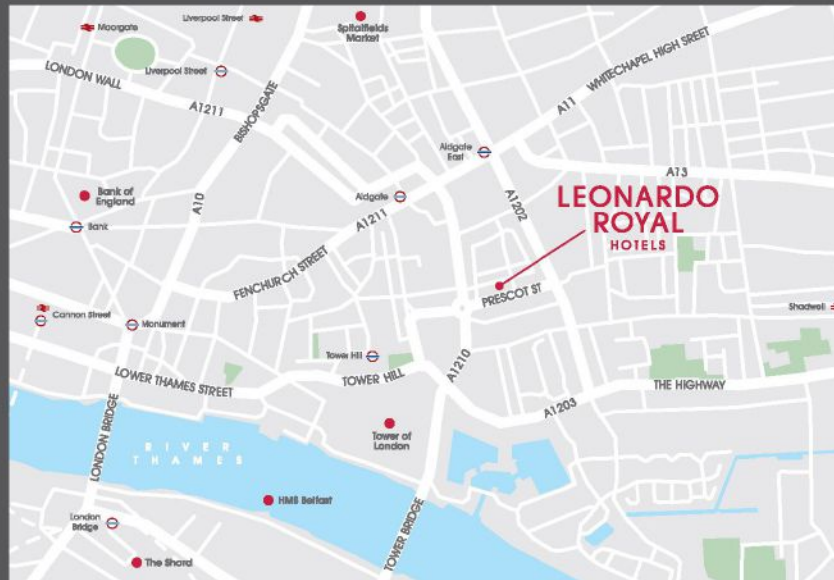 Moorgate
Liverpool Street
Spitalfields
Market
Liverpool Street
WHITECHAPEL HIGH SREET
LONDON WALL
A1211
BISHOPSGATE
A11
Aldgate
East
A13
Bank of
England
Aldgate
A1202
LEONARDO
ROYAL
HOTELS
A10
A1211
Bank
FENCHURCH STREET
PRESCOT ST
Cannon Street
Monument
Shadwell
Tower Hill
A1210
LOWER THAMES STREET
TOWER HILL
THE HIGHWAY
A1203
LONDON BRIDGE
RIVER
THAMES
Tower of
London
HMS Belfast
TOWER BRIDGE
London
Bridge
The Shard